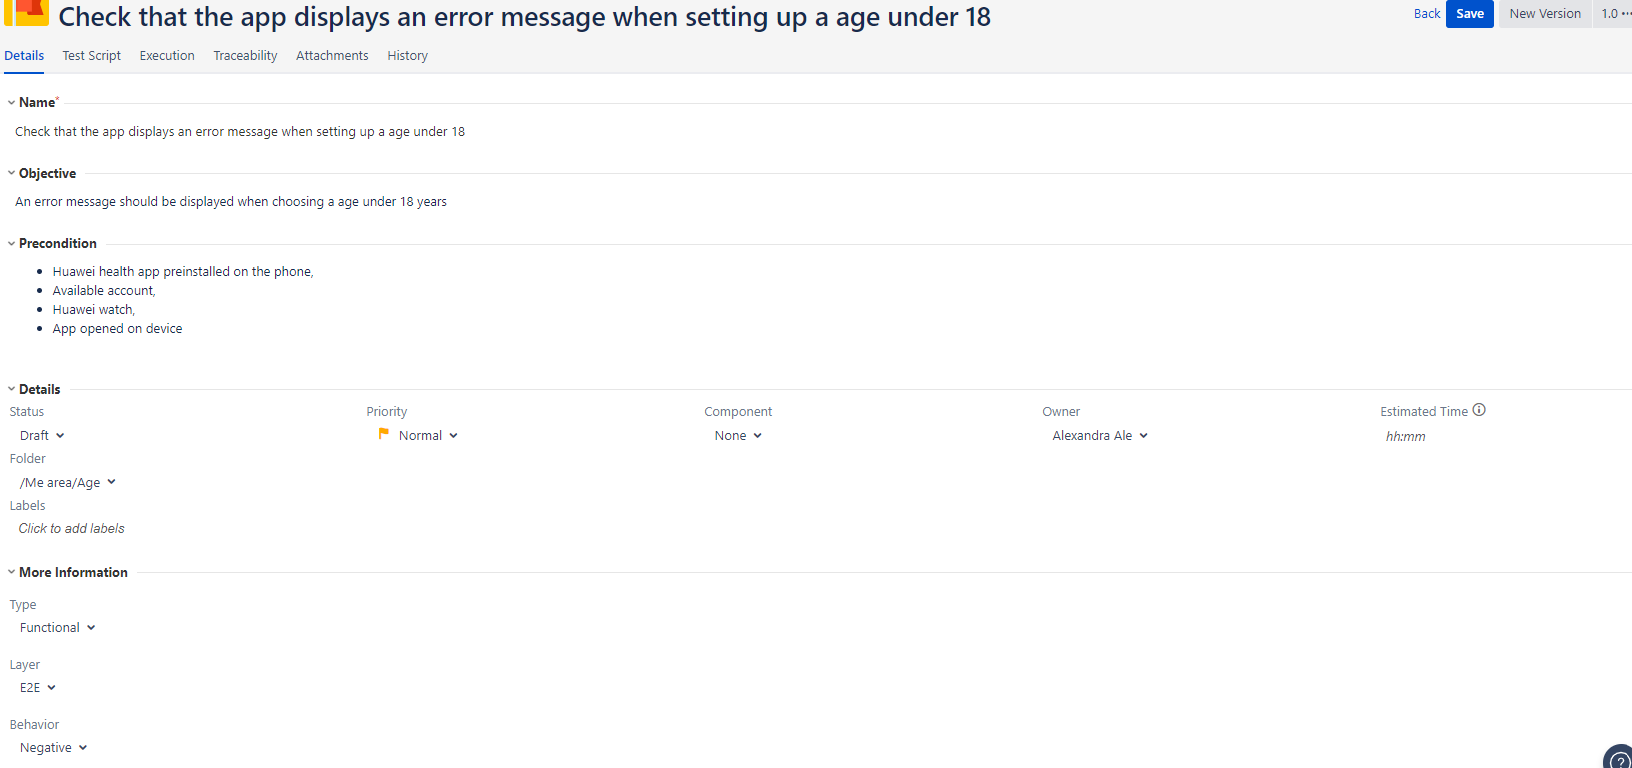 Check that the app displays an error message when setting up a age under 18
Back Save New Version 1.0 ···
Details Test Script Execution Traceability Attachments History
Name*
Check that the app displays an error message when setting up a age under 18
Objective
An error message should be displayed when choosing a age under 18 years
Precondition
• Huawei health app preinstalled on the phone,
• Available account,
• Huawei watch,
• App opened on device
Details
Status Priority Component Owner Estimated Time
Draft Normal None Alexandra Ale hh:mm
Folder
/Me area/Age
Labels
Click to add labels
More Information
Type
Functional
Layer
E2E
Behavior
Negative
?